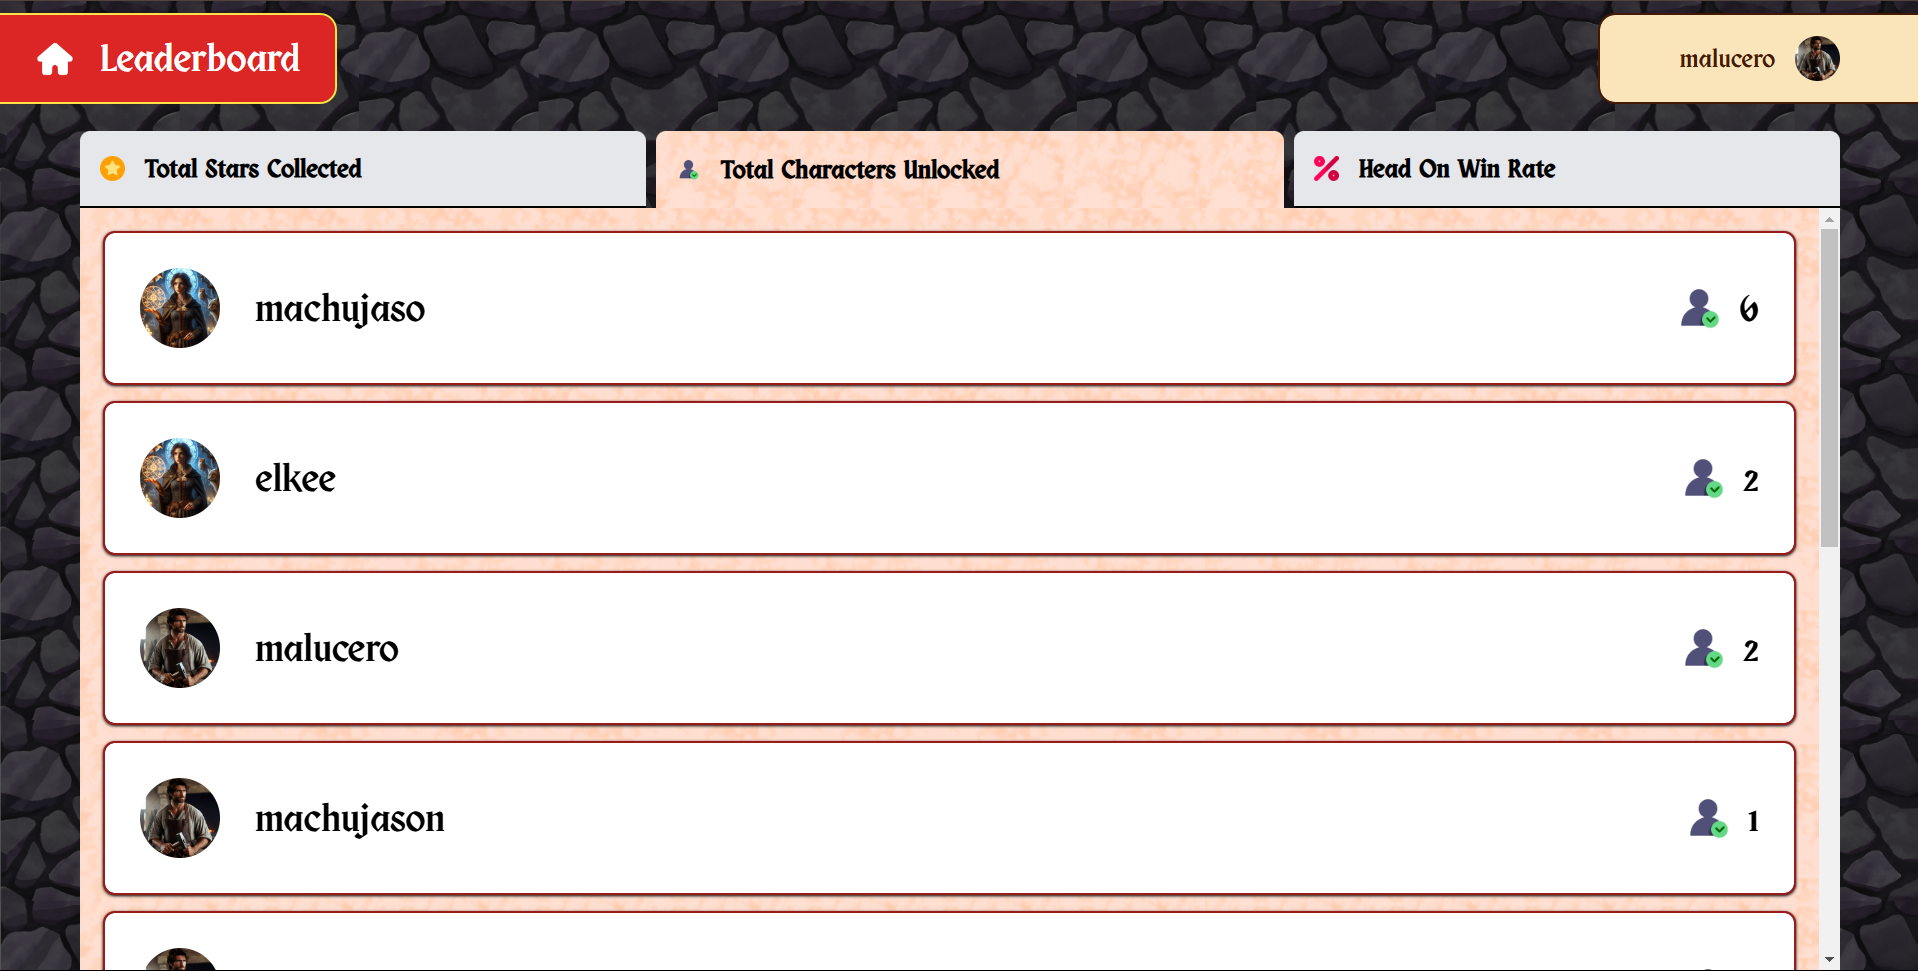 Leaderboard
malucero
Total Stars Collected
Total Characters Unlocked
Head On Win Rate
machujaso 6
elkee 2
malucero 2
machujason 1